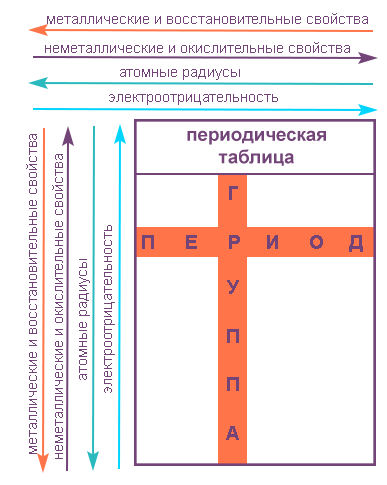 металлические и восстановительные свойства
неметаллические и окислительные свойства
атомные радиусы
электроотрицательность
металлические и восстановительные свойства
неметаллические и окислительные свойства
атомные радиусы
электроотрицательность
периодическая
таблица
ПЕРИОД
ГРУППА